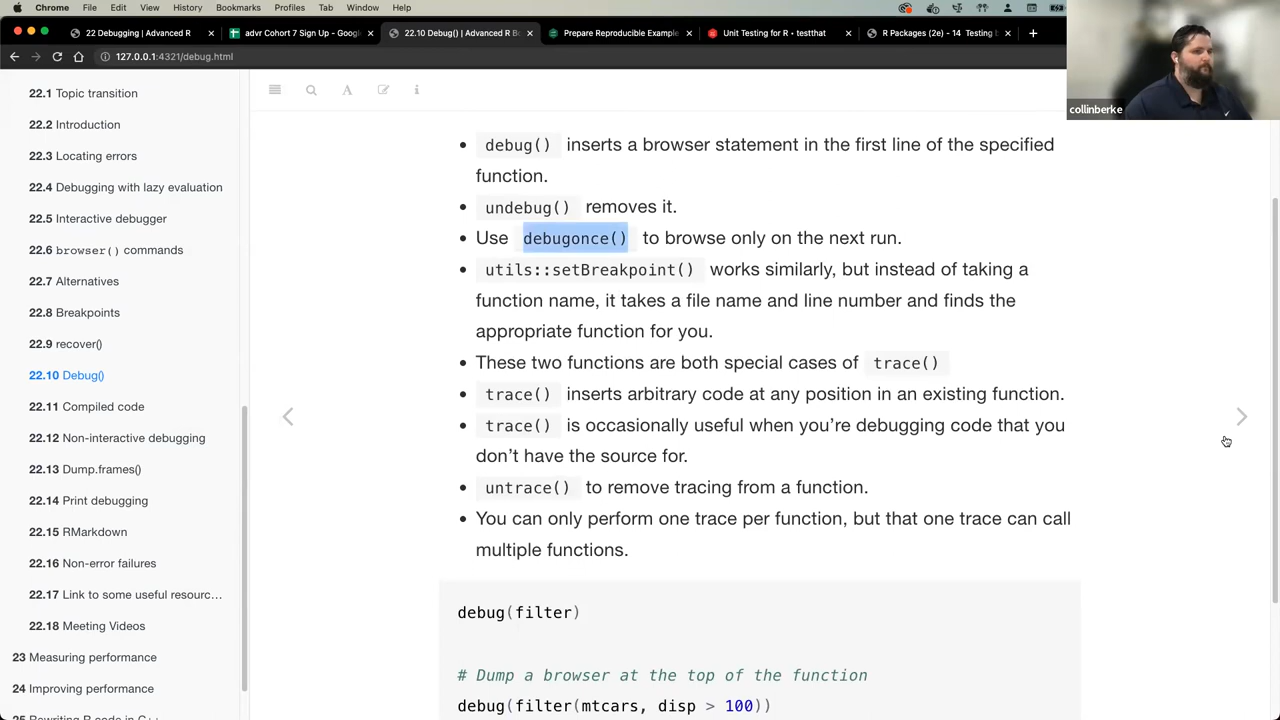 Chrome File Edit View History Bookmarks Profiles Tab Window Help
22 Debugging | Advanced R
advr Cohort 7 Sign Up - Goog
22.10 Debug() | Advanced R B
Prepare Reproducible Example
Unit Testing for R • testthat
R Packages (2e) - 14 Testing
127.0.0.1:4321/debug.html
collinberke
22.1 Topic transition
22.2 Introduction
22.3 Locating errors
22.4 Debugging with lazy evaluation
22.5 Interactive debugger
22.6 browser() commands
22.7 Alternatives
22.8 Breakpoints
22.9 recover()
22.10 Debug()
22.11 Compiled code
22.12 Non-interactive debugging
22.13 Dump.frames()
22.14 Print debugging
22.15 RMarkdown
22.16 Non-error failures
22.17 Link to some useful resourc…
22.18 Meeting Videos
23 Measuring performance
24 Improving performance
25 Rewriting R code in C++
• debug() inserts a browser statement in the first line of the specified
function.
• undebug() removes it.
• Use debugonce() to browse only on the next run.
• utils::setBreakpoint() works similarly, but instead of taking a
function name, it takes a file name and line number and finds the
appropriate function for you.
• These two functions are both special cases of trace()
• trace() inserts arbitrary code at any position in an existing function.
• trace() is occasionally useful when you’re debugging code that you
don’t have the source for.
• untrace() to remove tracing from a function.
• You can only perform one trace per function, but that one trace can call
multiple functions.
debug(filter)
# Dump a browser at the top of the function
debug(filter(mtcars, disp > 100))